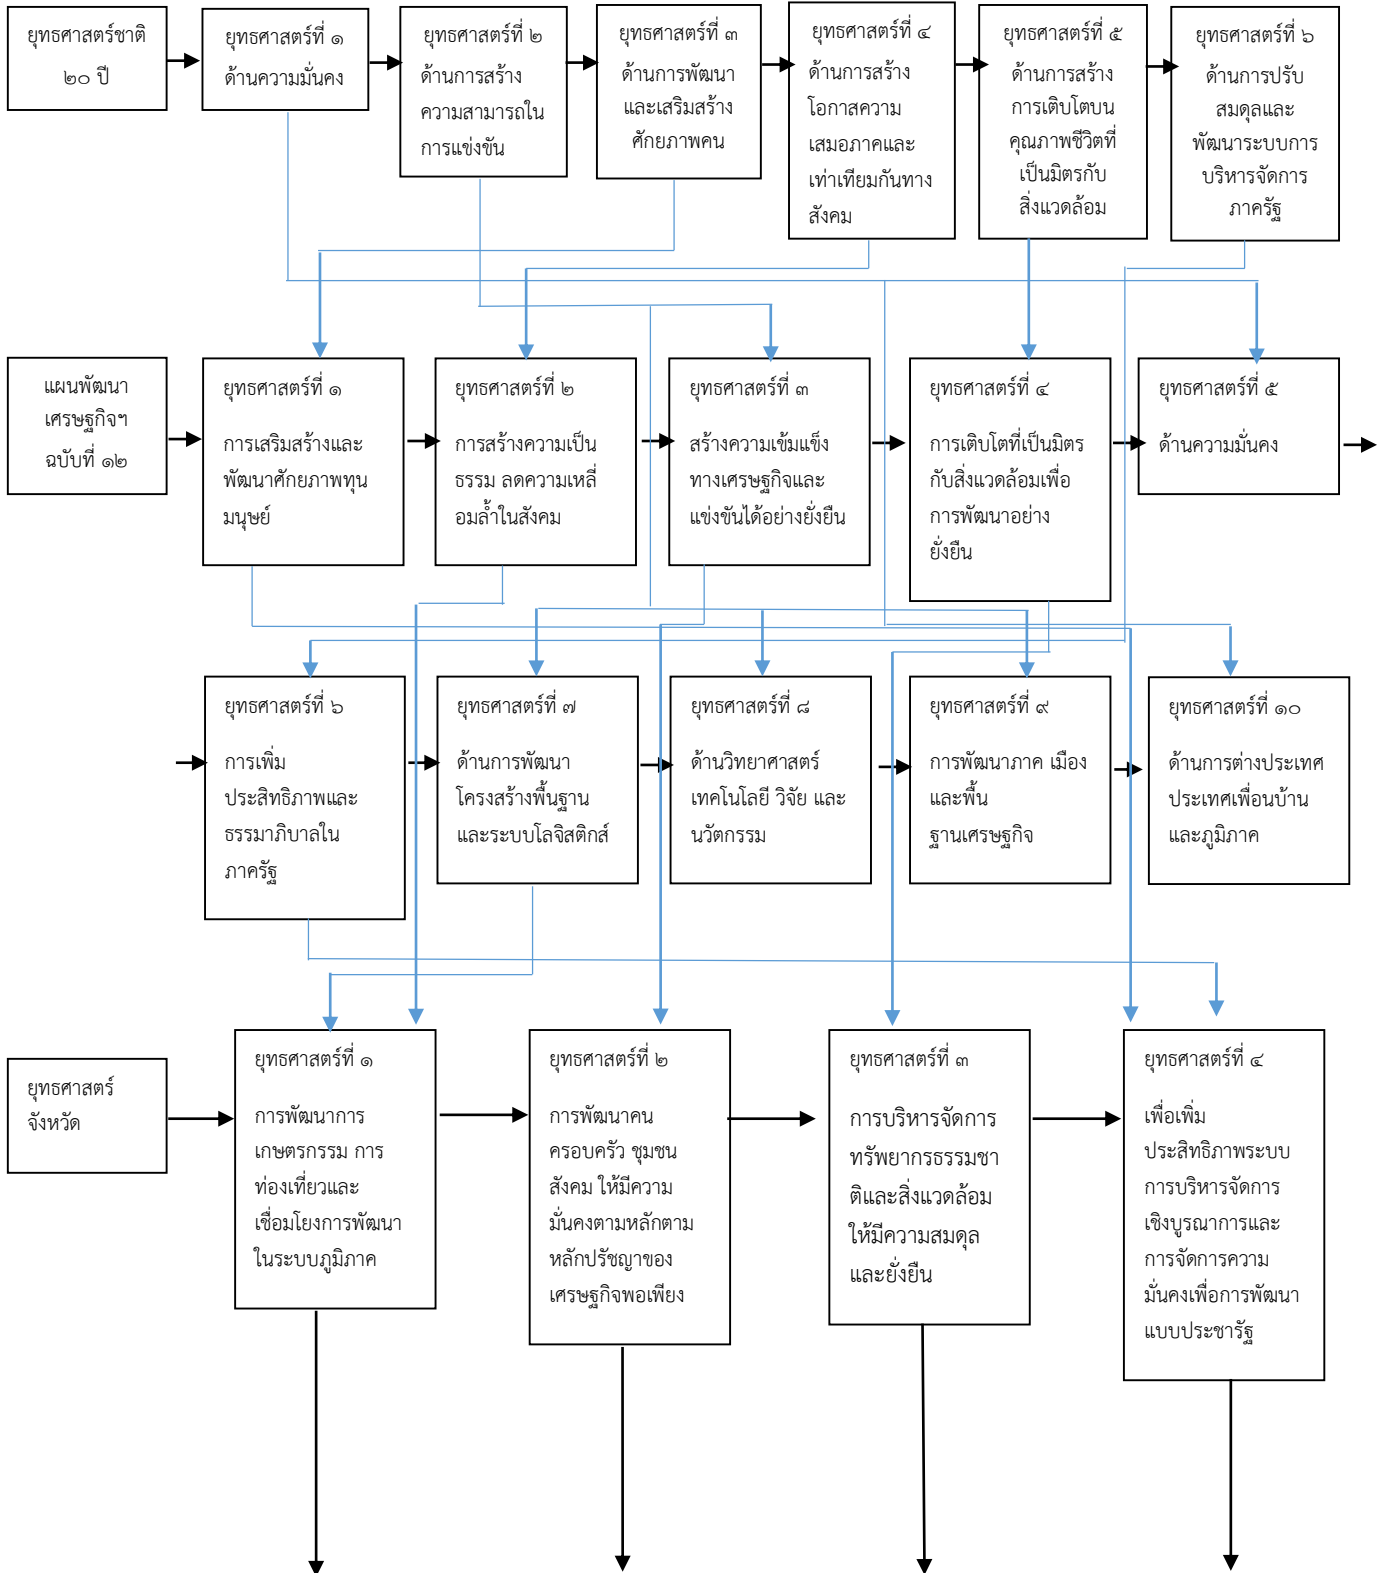 ยุทธศาสตร์ชาติ
๒๐ ปี
ยุทธศาสตร์ที่ ๑
ด้านความมั่นคง
ยุทธศาสตร์ที่ ๒
ด้านการสร้าง
ความสามารถใน
การแข่งขัน
ยุทธศาสตร์ที่ ๓
ด้านการพัฒนา
และเสริมสร้าง
ศักยภาพคน
ยุทธศาสตร์ที่ ๔
ด้านการสร้าง
โอกาสความ
เสมอภาคและ
เท่าเทียมกันทาง
สังคม
ยุทธศาสตร์ที่ ๕
ด้านการสร้าง
การเติบโตบน
คุณภาพชีวิตที่
เป็นมิตรกับ
สิ่งแวดล้อม
ยุทธศาสตร์ที่ ๖
ด้านการปรับ
สมดุลและ
พัฒนาระบบการ
บริหารจัดการ
ภาครัฐ
แผนพัฒนา
เศรษฐกิจฯ
ฉบับที่ ๑๒
ยุทธศาสตร์ที่ ๑
การเสริมสร้างและ
พัฒนาศักยภาพทุน
มนุษย์
ยุทธศาสตร์ที่ ๒
การสร้างความเป็น
ธรรม ลดความเหลื่
อมล้ำในสังคม
ยุทธศาสตร์ที่ ๓
สร้างความเข้มแข็ง
ทางเศรษฐกิจและ
แข่งขันได้อย่างยั่งยืน
ยุทธศาสตร์ที่ ๔
การเติบโตที่เป็นมิตร
กับสิ่งแวดล้อมเพื่อ
การพัฒนาอย่าง
ยั่งยืน
ยุทธศาสตร์ที่ ๕
ด้านความมั่นคง
ยุทธศาสตร์ที่ ๖
การเพิ่ม
ประสิทธิภาพและ
ธรรมาภิบาลใน
ภาครัฐ
ยุทธศาสตร์ที่ ๗
ด้านการพัฒนา
โครงสร้างพื้นฐาน
และระบบโลจิสติกส์
ยุทธศาสตร์ที่ ๘
ด้านวิทยาศาสตร์
เทคโนโลยี วิจัย และ
นวัตกรรม
ยุทธศาสตร์ที่ ๙
การพัฒนาภาค เมือง
และพื้น
ฐานเศรษฐกิจ
ยุทธศาสตร์ที่ ๑๐
ด้านการต่างประเทศ
ประเทศเพื่อนบ้าน
และภูมิภาค
ยุทธศาสตร์
จังหวัด
ยุทธศาสตร์ที่ ๑
การพัฒนาการ
เกษตรกรรม การ
ท่องเที่ยวและ
เชื่อมโยงการพัฒนา
ในระบบภูมิภาค
ยุทธศาสตร์ที่ ๒
การพัฒนาคน
ครอบครัว ชุมชน
สังคม ให้มีความ
มั่นคงตามหลักตาม
หลักปรัชญาของ
เศรษฐกิจพอเพียง
ยุทธศาสตร์ที่ ๓
การบริหารจัดการ
ทรัพยากรธรรมชา
ติและสิ่งแวดล้อม
ให้มีความสมดุล
และยั่งยืน
ยุทธศาสตร์ที่ ๔
เพื่อเพิ่ม
ประสิทธิภาพระบบ
การบริหารจัดการ
เชิงบูรณาการและ
การจัดการความ
มั่นคงเพื่อการพัฒนา
แบบประชารัฐ